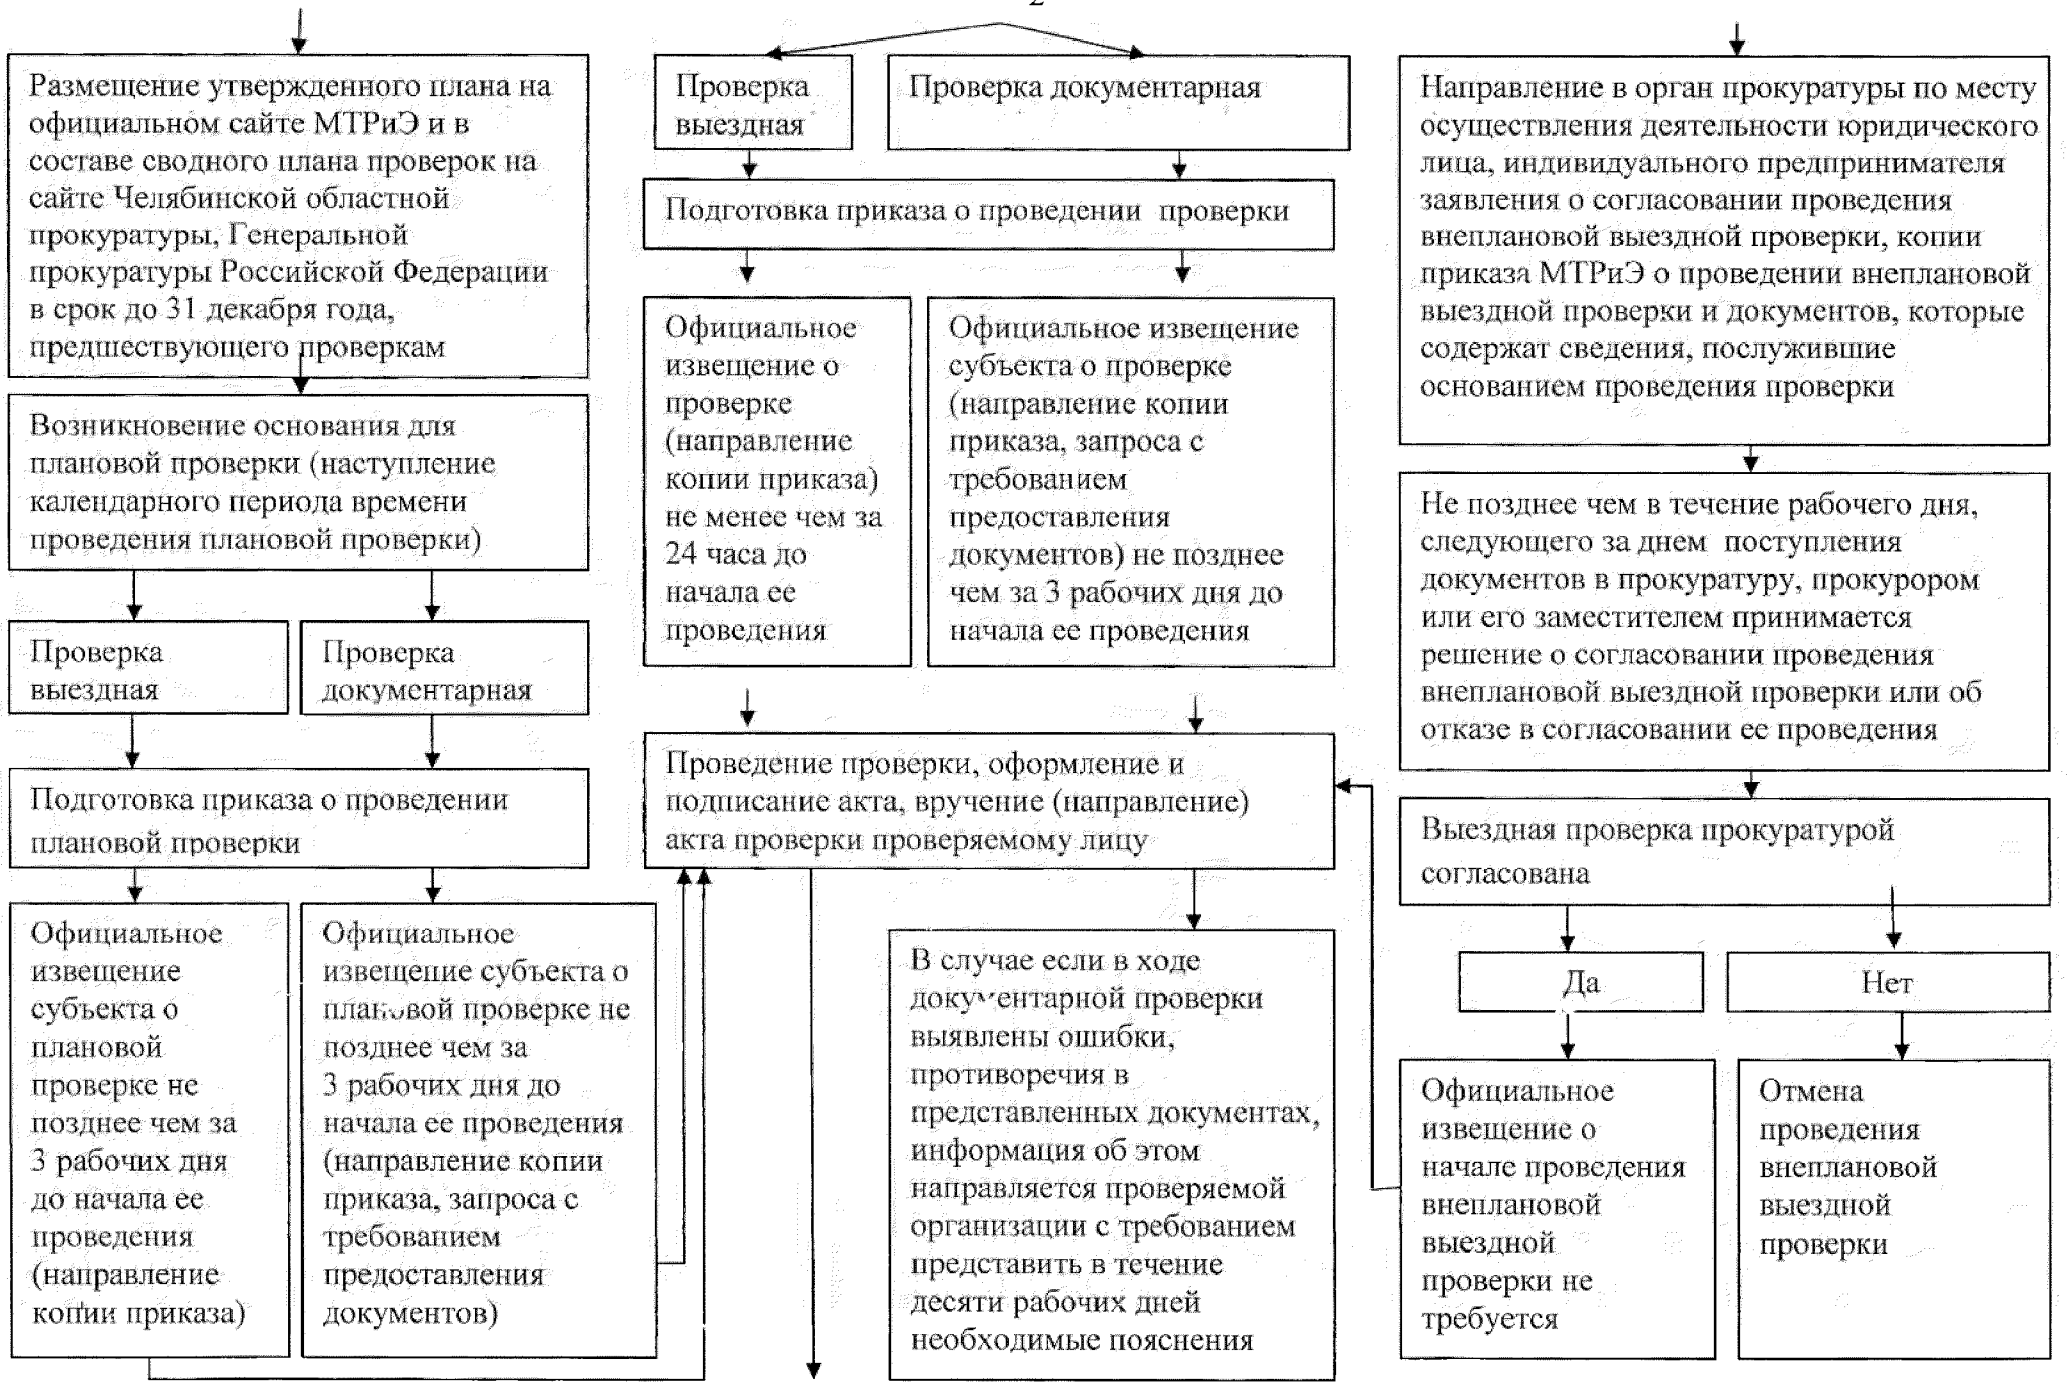 2
Размещение утвержденного плана на
официальном сайте МТРиЭ и в
составе сводного плана проверок на
сайте Челябинской областной
прокуратуры, Генеральной
прокуратуры Российской Федерации
в срок до 31 декабря года,
предшествующего проверкам
Возникновение основания для
плановой проверки (наступление
календарного периода времени
проведения плановой проверки)
Проверка
выездная
Проверка
документарная
Подготовка приказа о проведении
плановой проверки
Официальное
извещение
субъекта о
плановой
проверке не
позднее чем за
3 рабочих дня
до начала ее
проведения
(направление
копии приказа)
Официальное
извещение субъекта о
плановой проверке не
позднее чем за
3 рабочих дня до
начала ее проведения
(направление копии
приказа, запроса с
требованием
предоставления
документов)
Проверка
выездная
Проверка документарная
Подготовка приказа о проведении проверки
Официальное
извещение о
проверке
(направление
копии приказа)
не менее чем за
24 часа до
начала ее
проведения
Официальное извещение
субъекта о проверке
(направление копии
приказа, запроса с
требованием
предоставления
документов) не позднее
чем за 3 рабочих дня до
начала ее проведения
Проведение проверки, оформление и
подписание акта, вручение (направление)
акта проверки проверяемому лицу
В случае если в ходе
документарной проверки
выявлены ошибки,
противоречия в
представленных документах,
информация об этом
направляется проверяемой
организации с требованием
представить в течение
десяти рабочих дней
необходимые пояснения
Направление в орган прокуратуры по месту
осуществления деятельности юридического
лица, индивидуального предпринимателя
заявления о согласовании проведения
внеплановой выездной проверки, копии
приказа МТРиЭ о проведении внеплановой
выездной проверки и документов, которые
содержат сведения, послужившие
основанием проведения проверки
Не позднее чем в течение рабочего дня,
следующего за днем поступления
документов в прокуратуру, прокурором
или его заместителем принимается
решение о согласовании проведения
внеплановой выездной проверки или об
отказе в согласовании ее проведения
Выездная проверка прокуратурой
согласована
Да
Нет
Официальное
извещение о
начале проведения
внеплановой
выездной
проверки не
требуется
Отмена
проведения
внеплановой
выездной
проверки